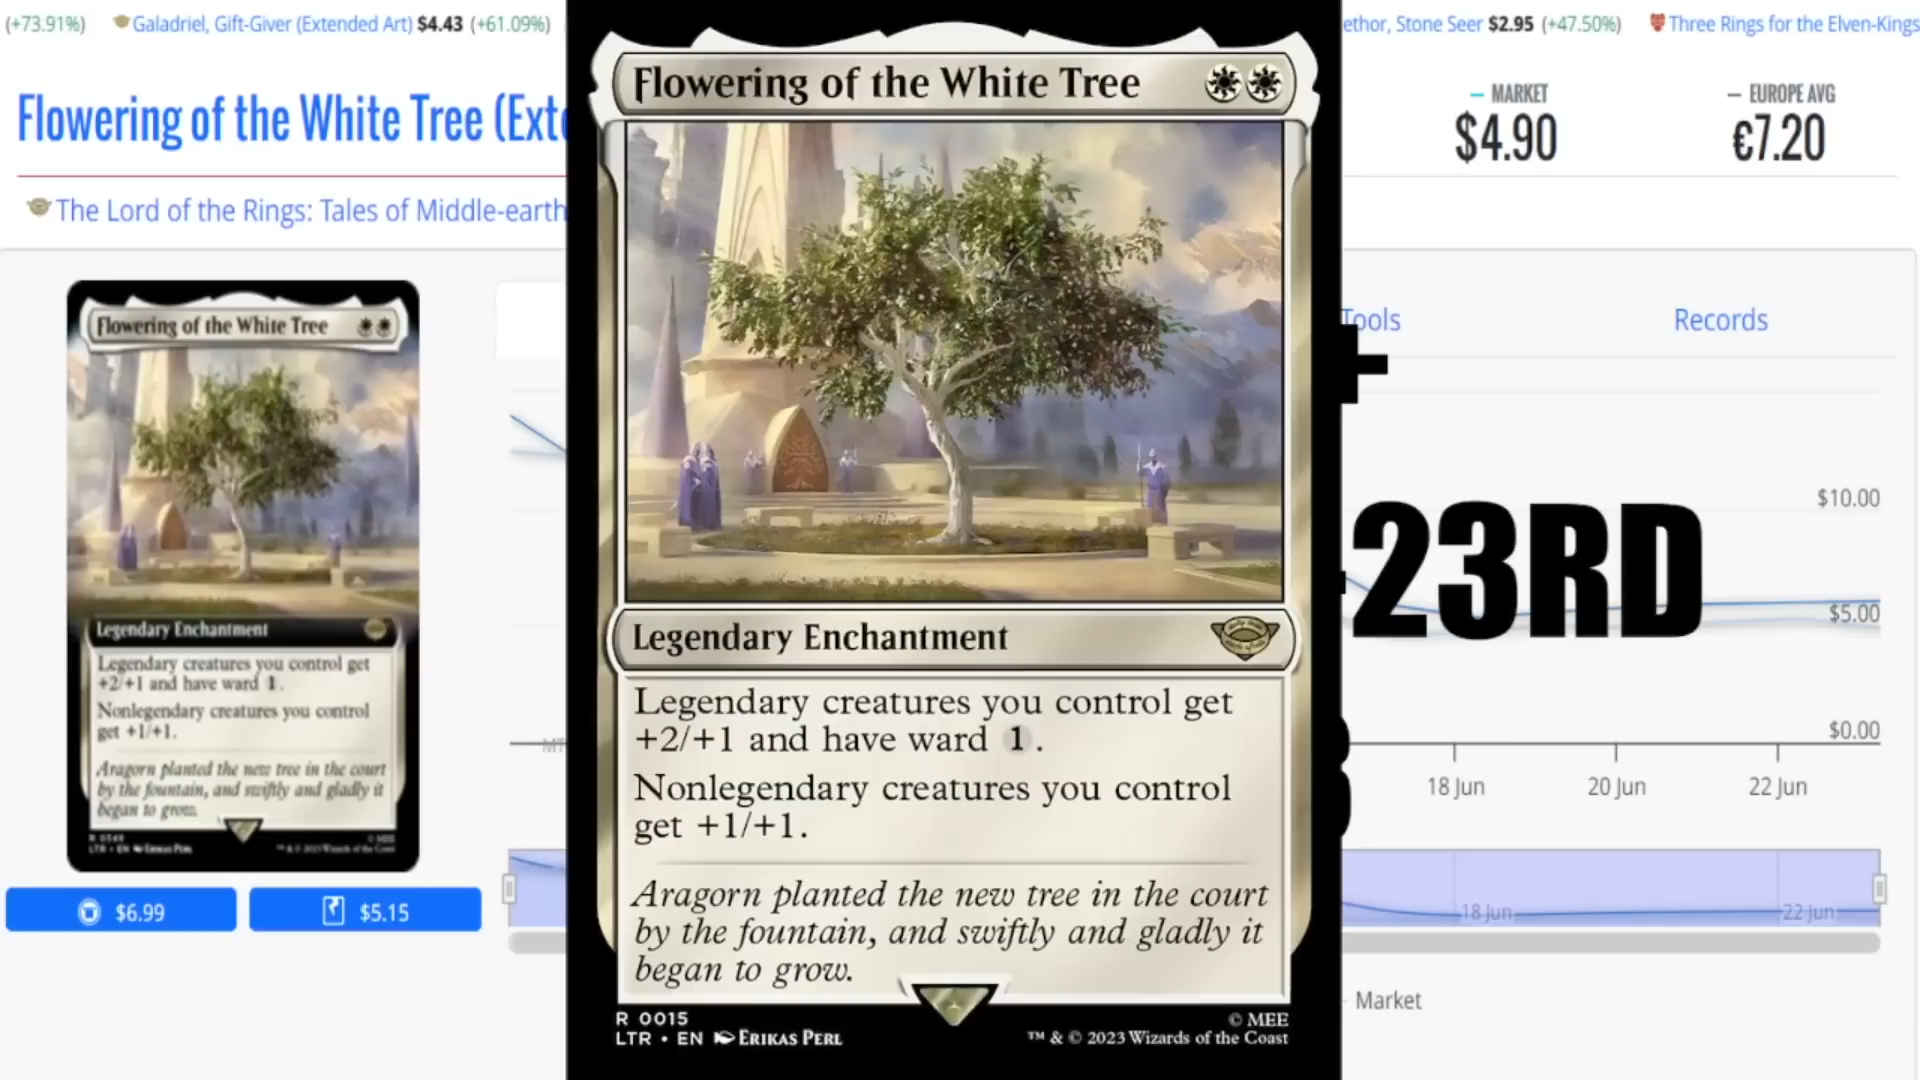 (+73.91%) Galadriel, Gift-Giver (Extended Art) $4.43 (+61.09%)
ethor, Stone Seer $2.95 (+47.50%) Three Rings for the Elven-Kings
Flowering of the White Tree (Exte
MARKET
$4.90
EUROPE AVG
€7.20
The Lord of the Rings: Tales of Middle-earth
Flowering of the White Tree
Legendary Enchantment
Legendary creatures you control get
+2/+1 and have ward 1.
Nonlegendary creatures you control
get +1/+1.
Aragorn planted the new tree in the court
by the fountain, and swiftly and gladly it
began to grow.
LTR • EN ERIKAS PERL
$6.99
$5.15
Flowering of the White Tree
Legendary Enchantment
Legendary creatures you control get
+2/+1 and have ward 1.
Nonlegendary creatures you control
get +1/+1.
Aragorn planted the new tree in the court
by the fountain, and swiftly and gladly it
began to grow.
R 0015
LTR • EN ERIKAS PERL
© MEE
™ & © 2023 Wizards of the Coast
Tools
Records
+
23RD
$10.00
$5.00
$0.00
18 Jun
20 Jun
22 Jun
18 Jun
22 Jun
Market